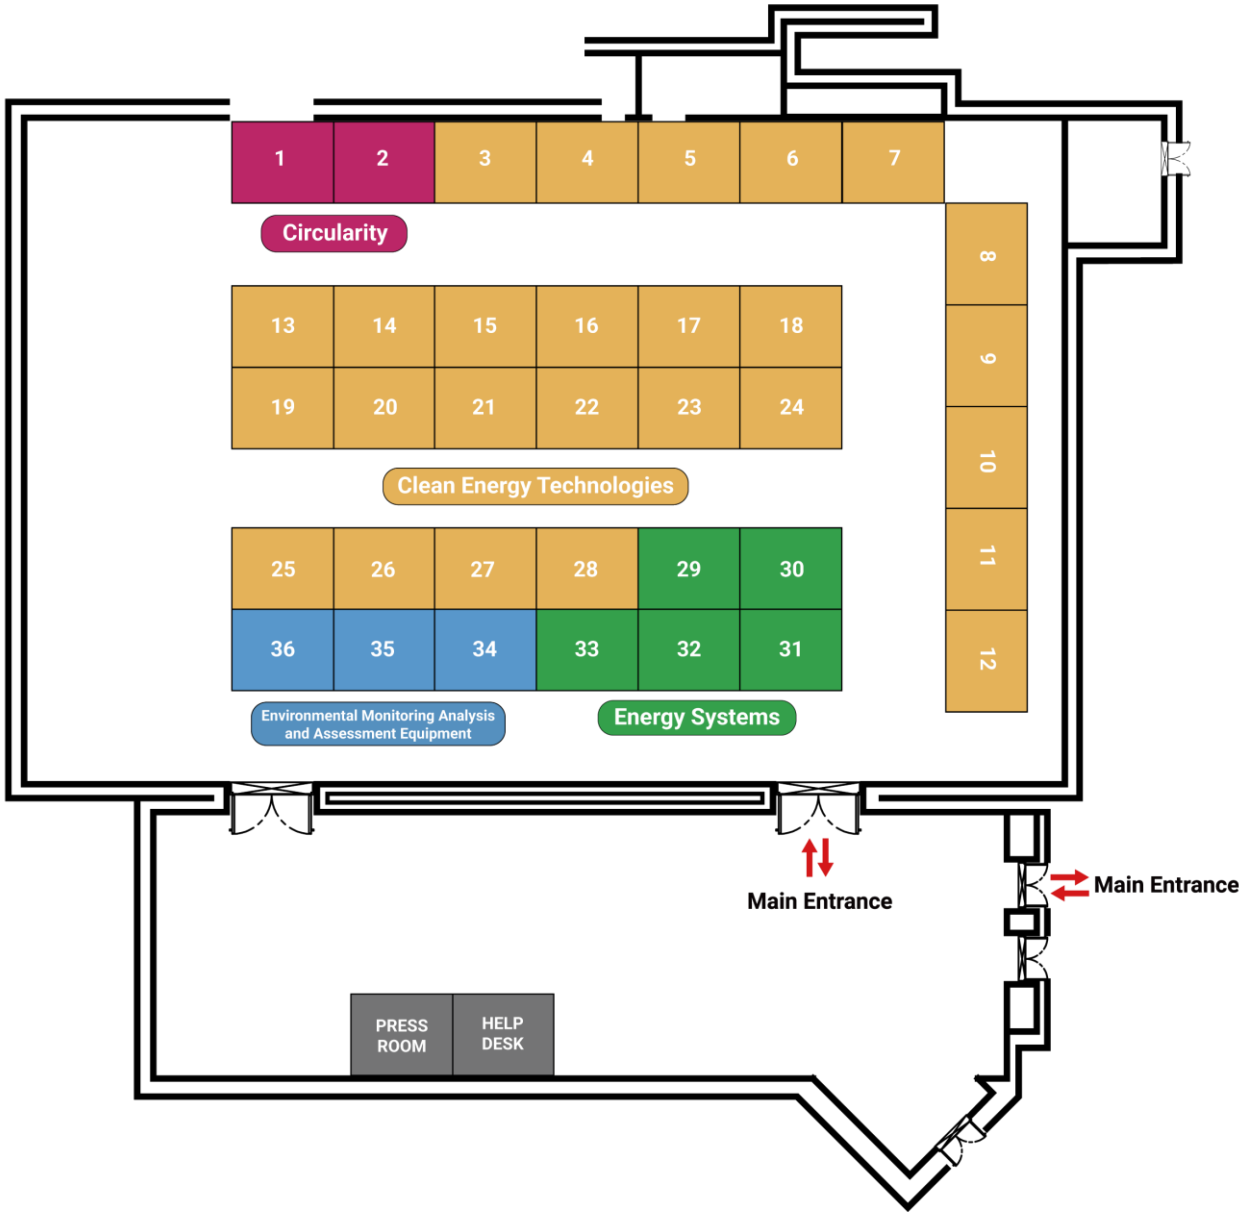 1 2 3 4 5 6 7
Circularity
8
9
10
11
12
13 14 15 16 17 18
19 20 21 22 23 24
Clean Energy Technologies
25 26 27 28 29 30
36 35 34 33 32 31
Environmental Monitoring Analysis
and Assessment Equipment
Energy Systems
Main Entrance
Main Entrance
PRESS
ROOM
HELP
DESK